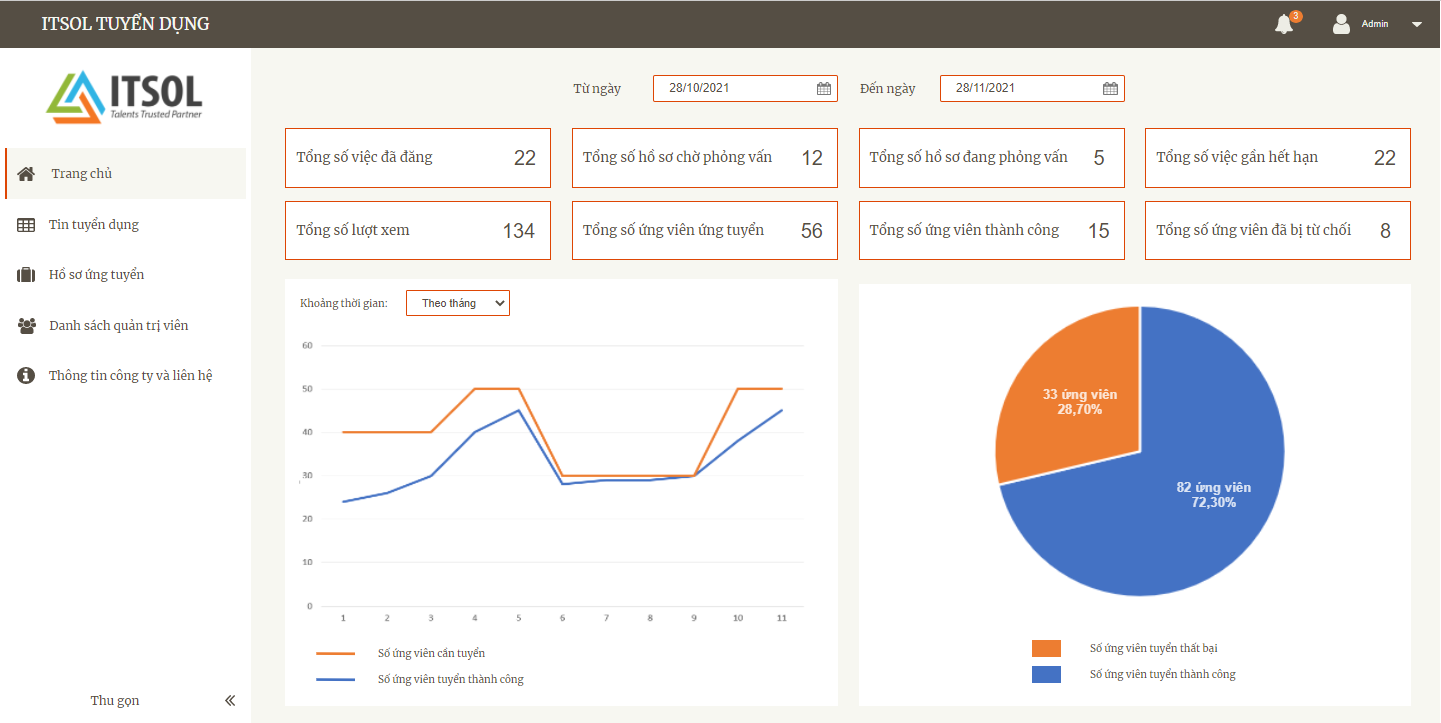 ITSOL TUYỂN DỤNG
3
Admin
ITSOL
Talents Trusted Partner
Trang chủ
Tin tuyển dụng
Hồ sơ ứng tuyển
Danh sách quản trị viên
Thông tin công ty và liên hệ
Thu gọn
Từ ngày
28/10/2021
Đến ngày
28/11/2021
Tổng số việc đã đăng 22
Tổng số hồ sơ chờ phỏng vấn 12
Tổng số hồ sơ đang phỏng vấn 5
Tổng số việc gần hết hạn 22
Tổng số lượt xem 134
Tổng số ứng viên ứng tuyển 56
Tổng số ứng viên thành công 15
Tổng số ứng viên đã bị từ chối 8
Khoảng thời gian: Theo tháng
60
50
40
30
20
10
0
1 2 3 4 5 6 7 8 9 10 11
Số ứng viên cần tuyển
Số ứng viên tuyển thành công
33 ứng viên
28,70%
82 ứng viên
72,30%
Số ứng viên tuyển thất bại
Số ứng viên tuyển thành công